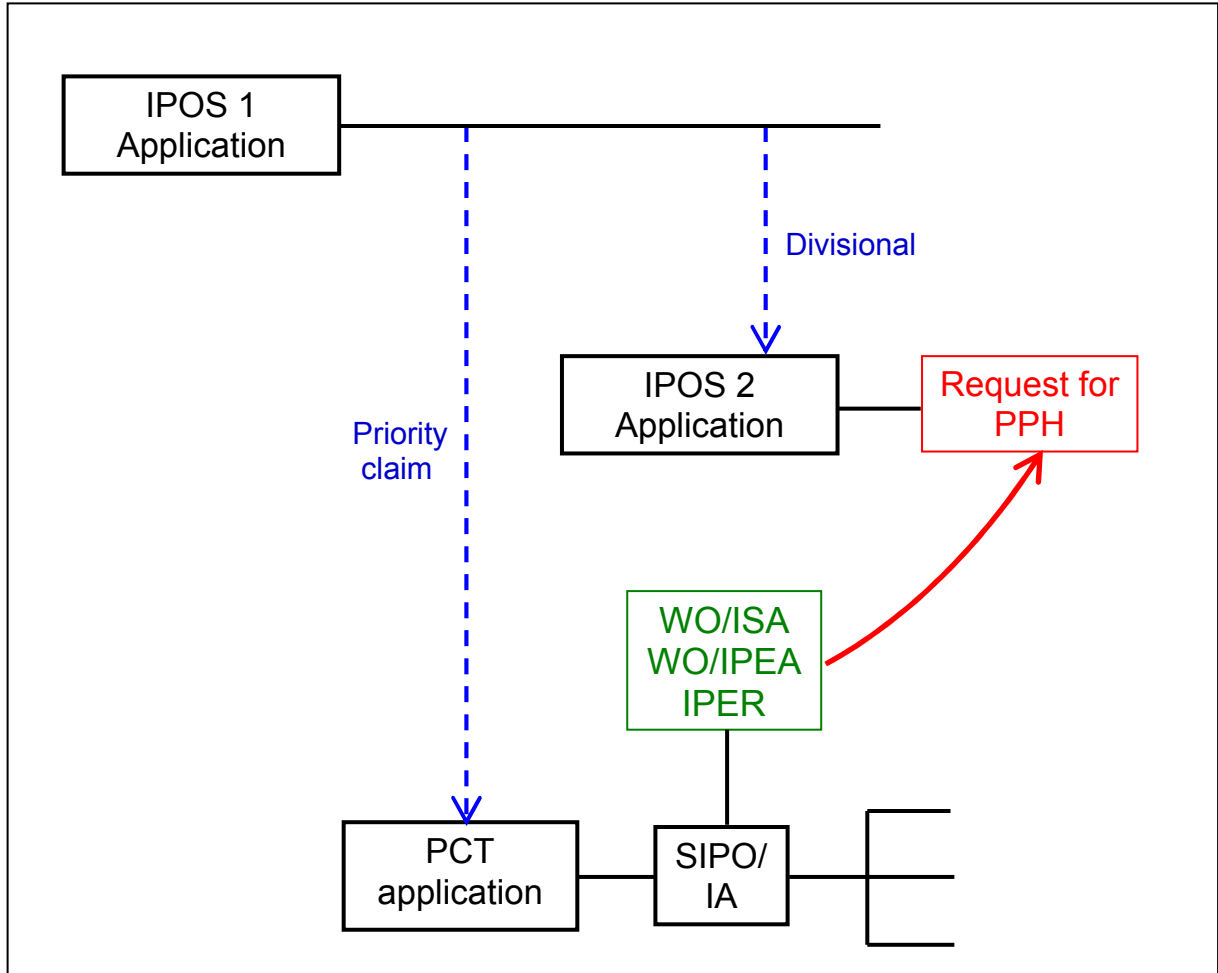 IPOS 1
Application
Divisional
IPOS 2
Application
Request for
PPH
Priority
claim
WO/ISA
WO/IPEA
IPER
PCT
application
SIPO/
IA